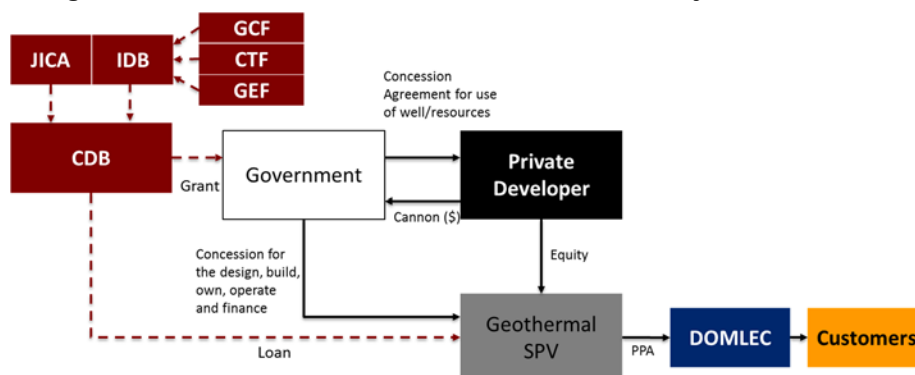 GCF
JICA
IDB
CTF
GEF
Concession
Agreement for use
of well/resources
CDB
Government
Private
Developer
Grant
Cannon ($)
Concession for
the design, build,
own, operate
and finance
Equity
Geothermal
SPV
DOMLEC
Customers
Loan
PPA